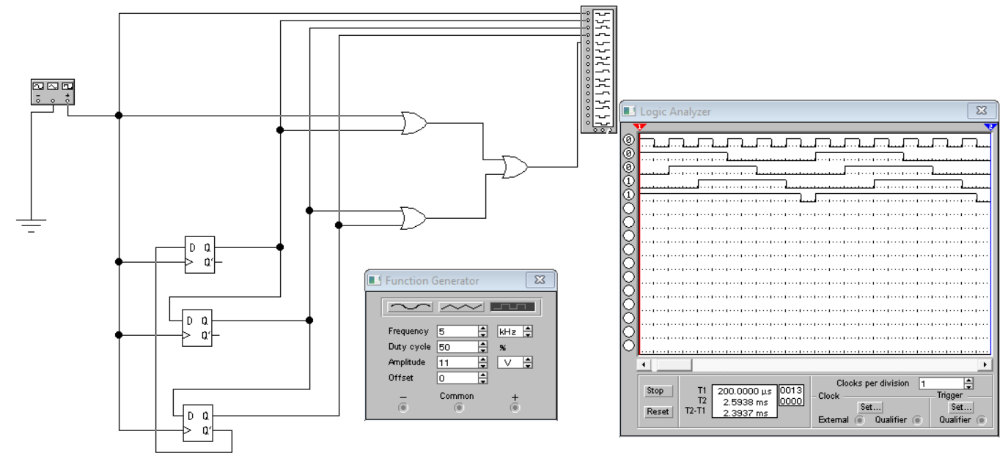 − +
Logic Analyzer
1 2
0
0
0
1
1
D Q
Q'
D Q
Q'
D Q
Q'
Function Generator
Frequency 5 kHz
Duty cycle 50 %
Amplitude 11 V
Offset 0
− Common +
Stop
Reset
T1 200.0000 µs 0013
T2 2.5938 ms 0000
T2-T1 2.3937 ms
Clocks per division 1
Clock Trigger
Set... Set...
External Qualifier Qualifier